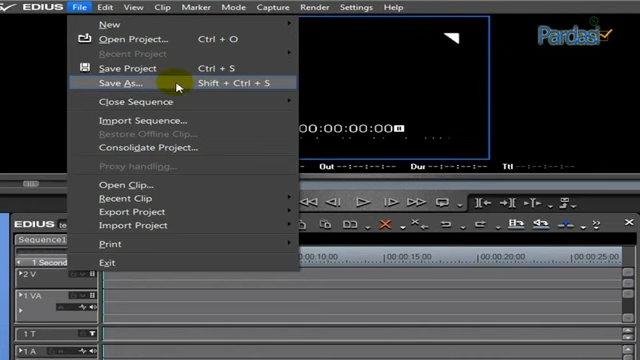 EDIUS File Edit View Clip Marker Mode Capture Render Settings Help
Pardasi
New
Open Project... Ctrl + O
Recent Project
Save Project Ctrl + S
Save As... Shift + Ctrl + S
Close Sequence
Import Sequence...
Restore Offline Clip...
Consolidate Project...
Proxy handling...
Open Clip...
Recent Clip
Export Project
Import Project
Print
Exit
00:00:00:00
Out --:--:--:-- Dur --:--:--:-- Ttl --:--:--:--
EDIUS
Sequence1
1 Second
00:00:10:00 00:00:15:00 00:00:20:00 00:00:25:00
2 V
1 VA
1 T
1 A